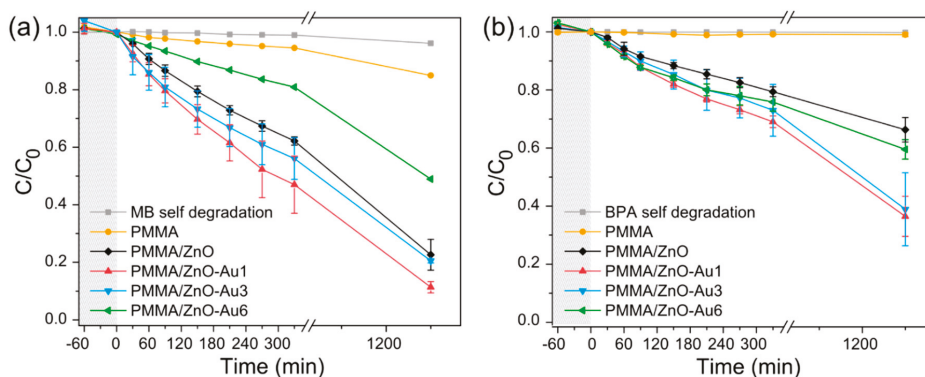 (a)
1.0
0.8
0.6
0.4
0.2
0.0
C/C0
MB self degradation
PMMA
PMMA/ZnO
PMMA/ZnO-Au1
PMMA/ZnO-Au3
PMMA/ZnO-Au6
-60 0 60 120 180 240 300 1200
Time (min)
(b)
1.0
0.8
0.6
0.4
0.2
0.0
C/C0
BPA self degradation
PMMA
PMMA/ZnO
PMMA/ZnO-Au1
PMMA/ZnO-Au3
PMMA/ZnO-Au6
-60 0 60 120 180 240 300 1200
Time (min)